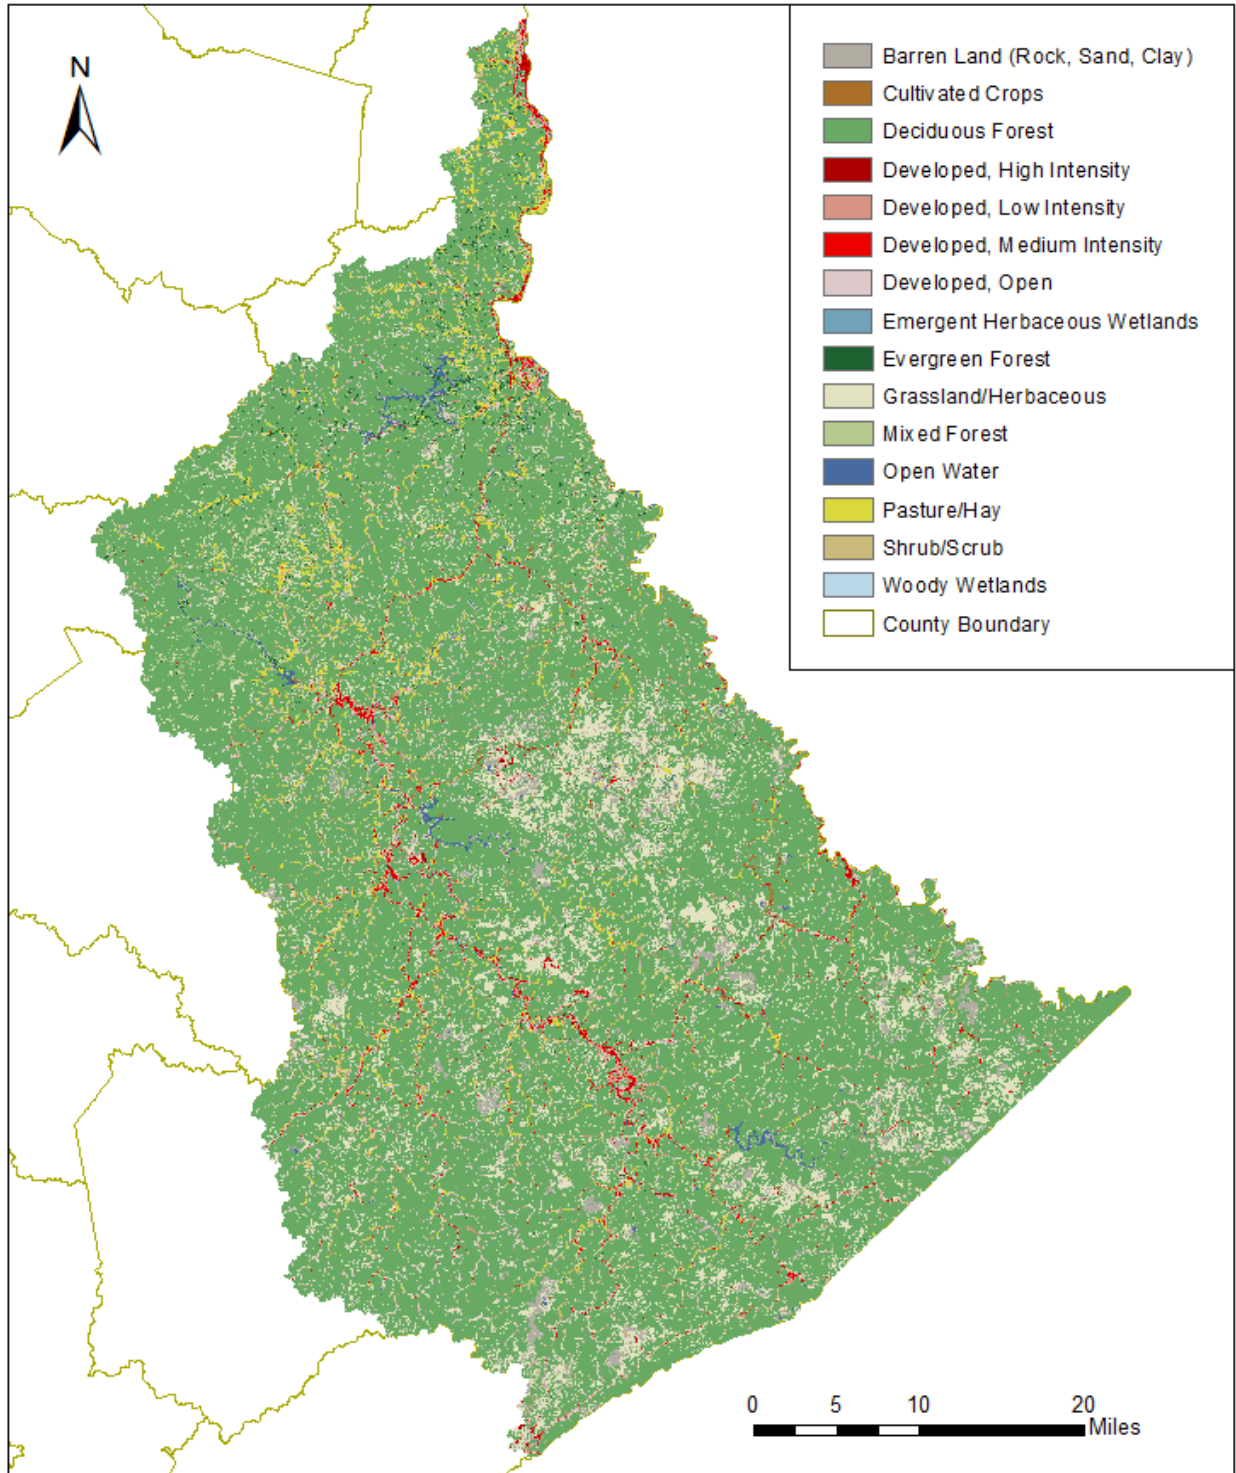 N
Barren Land (Rock, Sand, Clay)
Cultivated Crops
Deciduous Forest
Developed, High Intensity
Developed, Low Intensity
Developed, Medium Intensity
Developed, Open
Emergent Herbaceous Wetlands
Evergreen Forest
Grassland/Herbaceous
Mixed Forest
Open Water
Pasture/Hay
Shrub/Scrub
Woody Wetlands
County Boundary
0 5 10 20
Miles